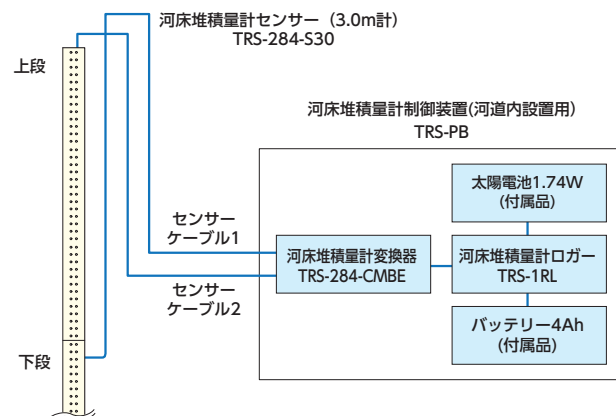 河床堆積量計センサー（3.0m計）
TRS-284-S30
上段
河床堆積量計制御装置(河道内設置用)
TRS-PB
太陽電池1.74W
(付属品)
センサー
ケーブル1
河床堆積量計変換器
TRS-284-CMBE
河床堆積量計ロガー
TRS-1RL
センサー
ケーブル2
バッテリー4Ah
(付属品)
下段